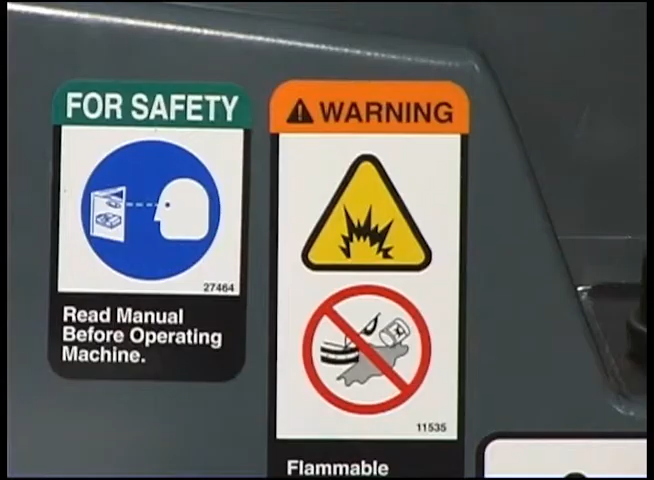 FOR SAFETY
27464
Read Manual
Before Operating
Machine.
WARNING
11535
Flammable